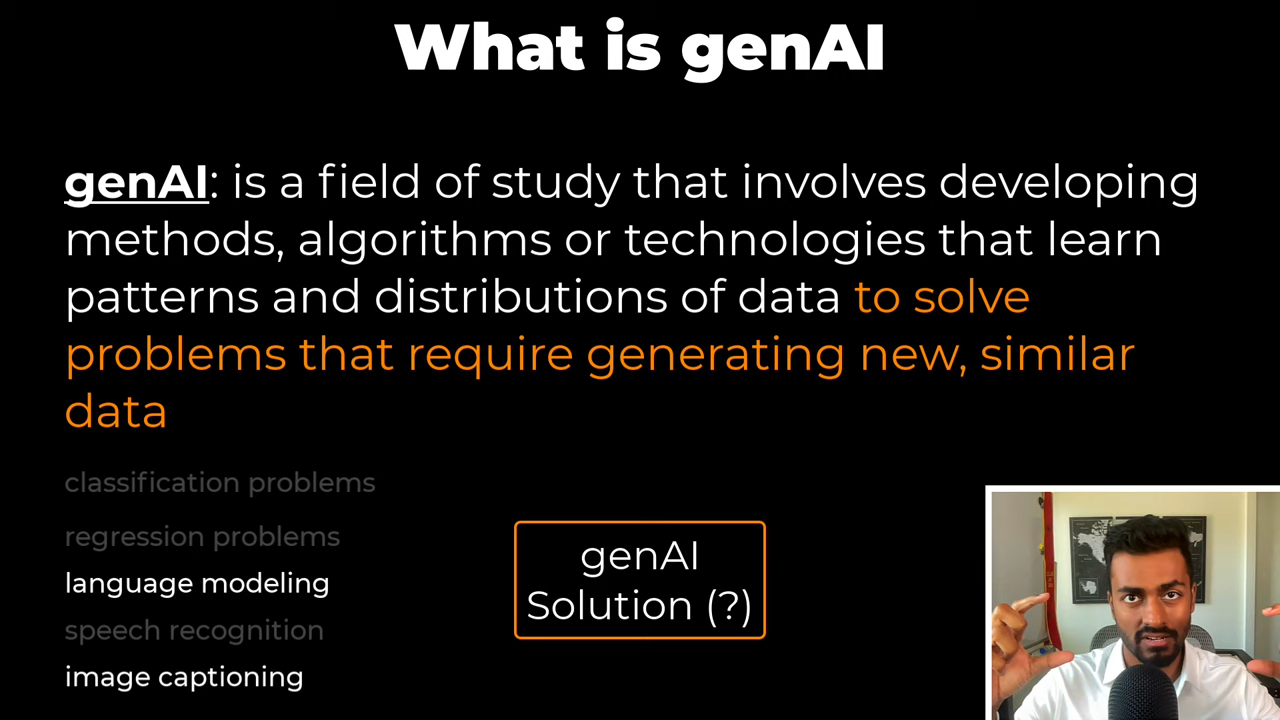 What is genAI
genAI: is a field of study that involves developing
methods, algorithms or technologies that learn
patterns and distributions of data to solve
problems that require generating new, similar
data
classification problems
regression problems
language modeling
speech recognition
image captioning
genAI
Solution (?)